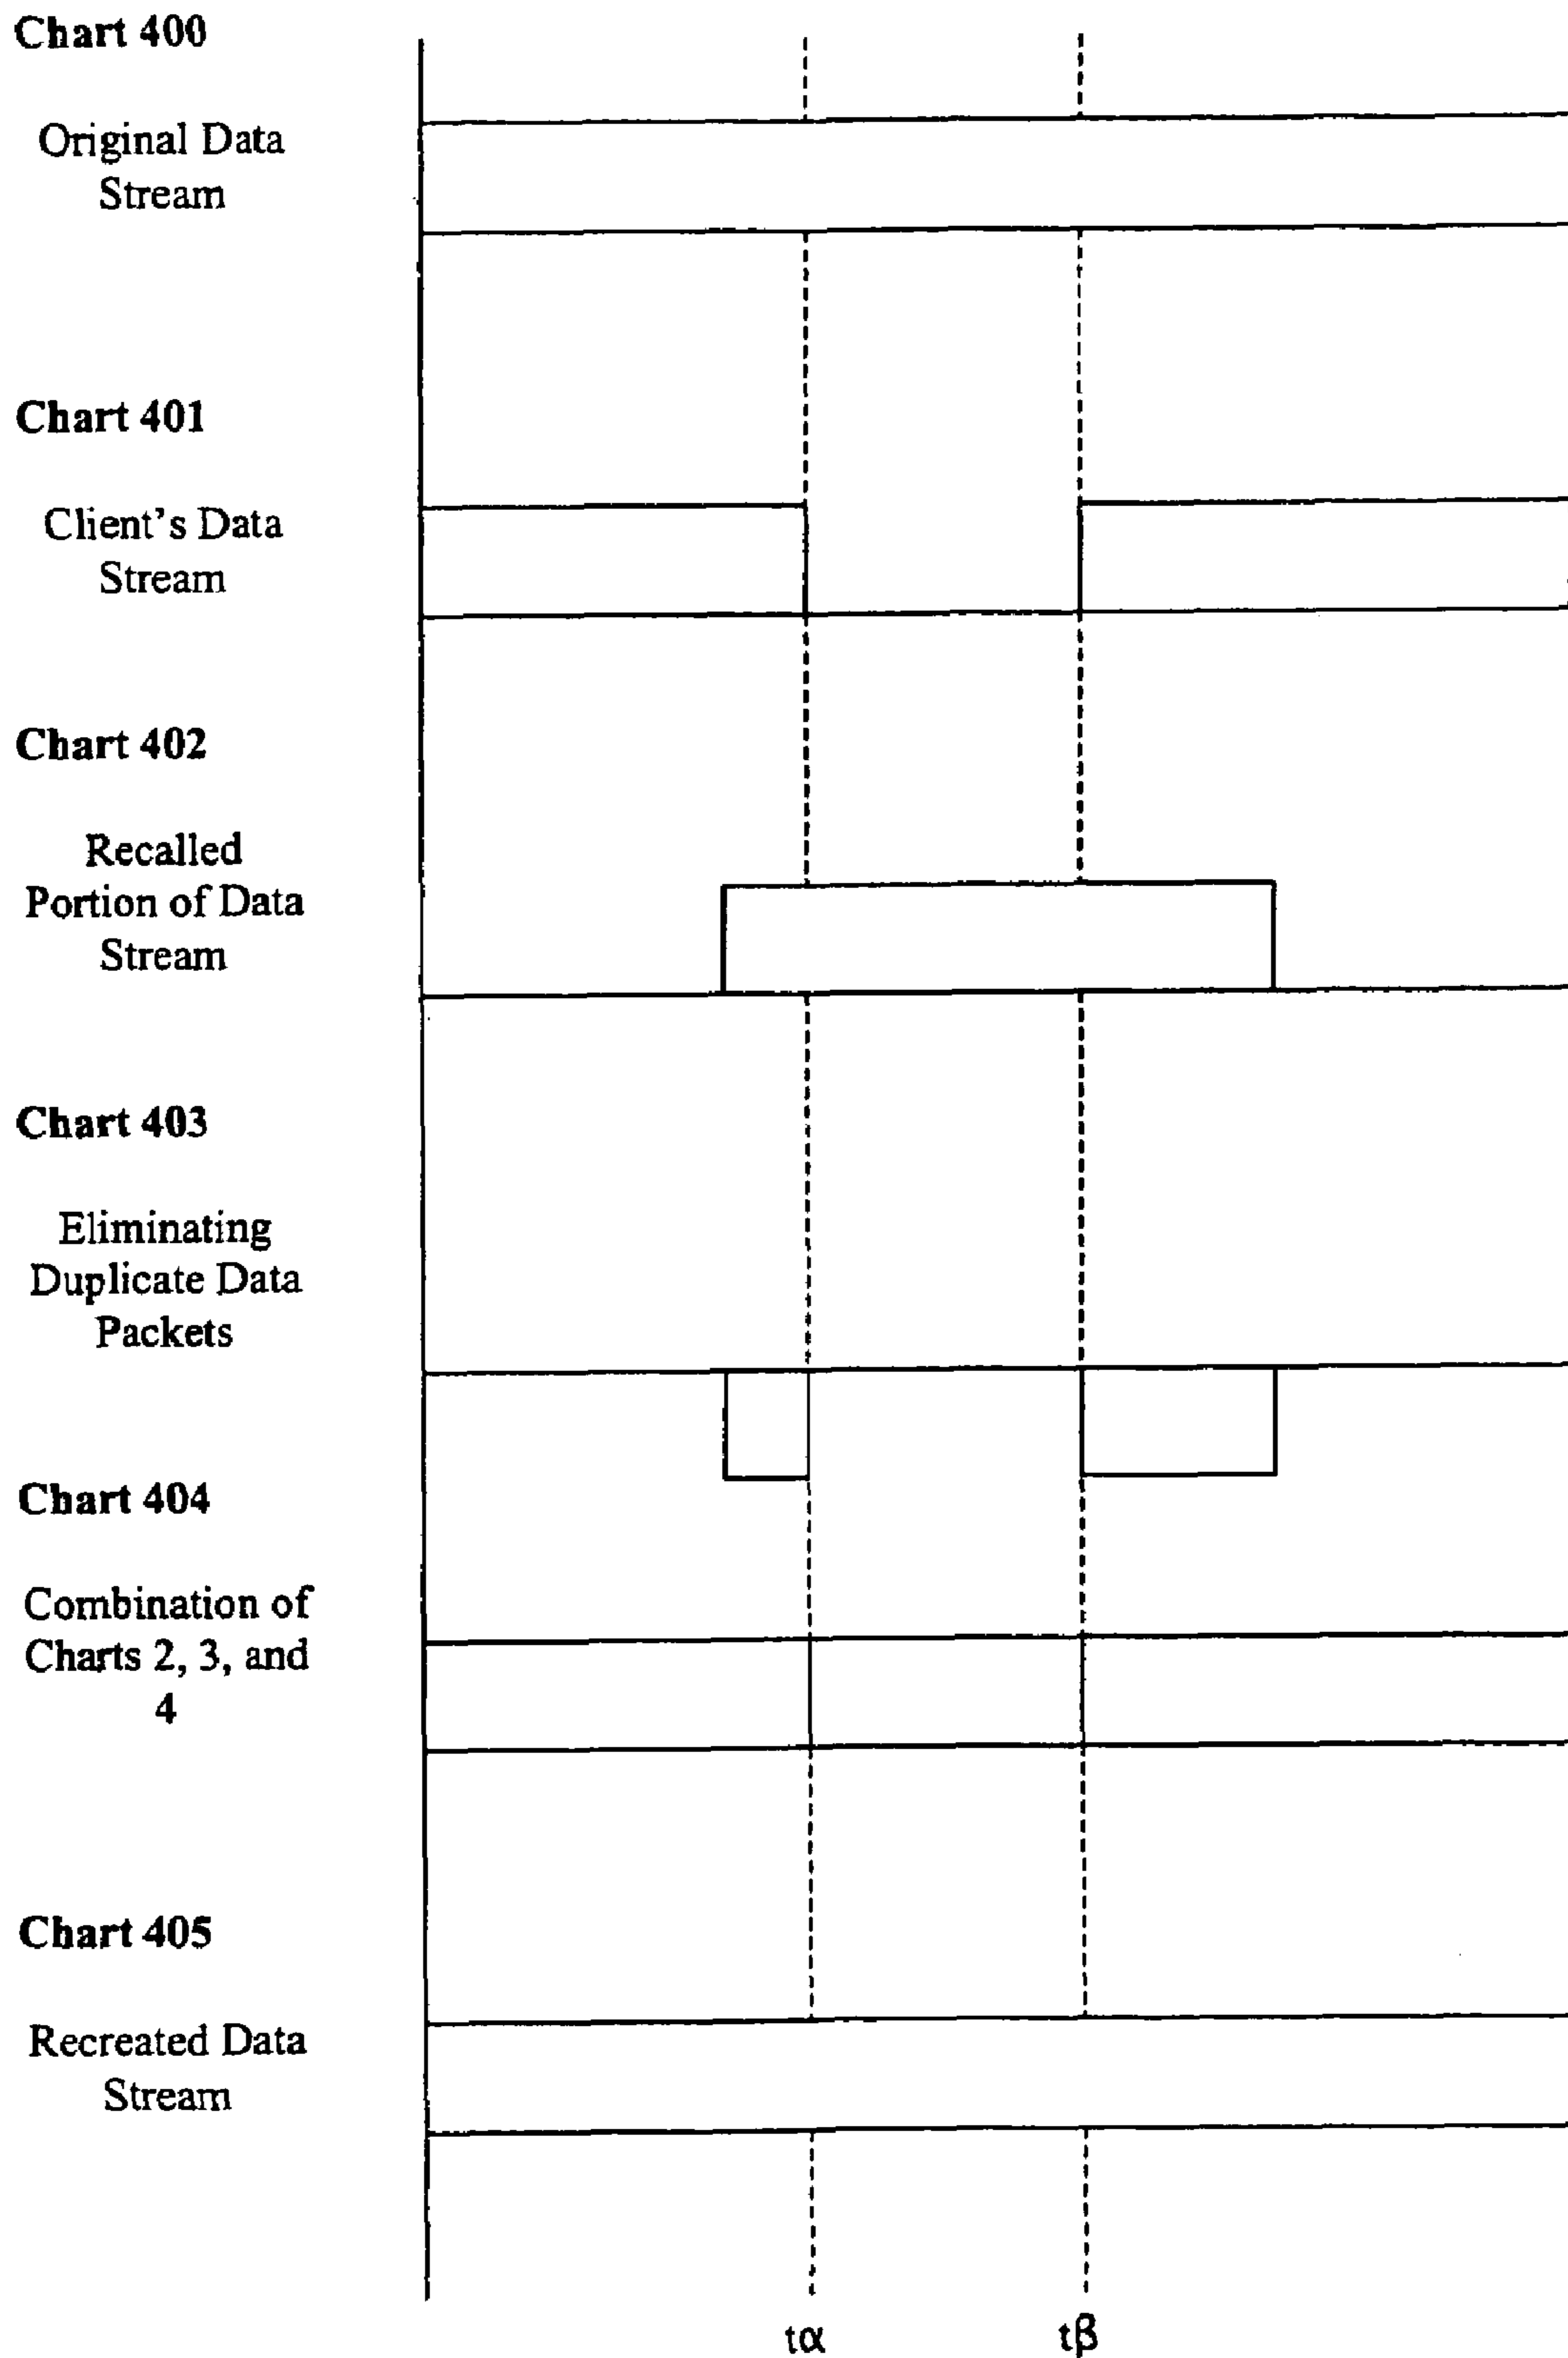 Chart 400
Original Data
Stream
Chart 401
Client's Data
Stream
Chart 402
Recalled
Portion of Data
Stream
Chart 403
Eliminating
Duplicate Data
Packets
Chart 404
Combination of
Charts 2, 3, and
4
Chart 405
Recreated Data
Stream
tα
tβ